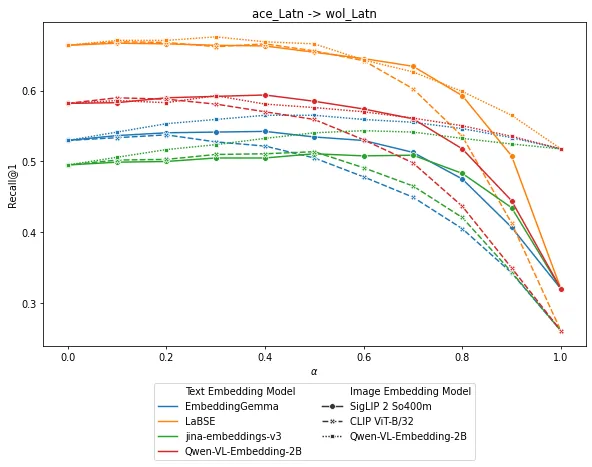 ace_Latn -> wol_Latn
Recall@1
0.6
0.5
0.4
0.3
0.0 0.2 0.4 0.6 0.8 1.0
α
Text Embedding Model Image Embedding Model
EmbeddingGemma SigLIP 2 So400m
LaBSE CLIP ViT-B/32
jina-embeddings-v3 Qwen-VL-Embedding-2B
Qwen-VL-Embedding-2B